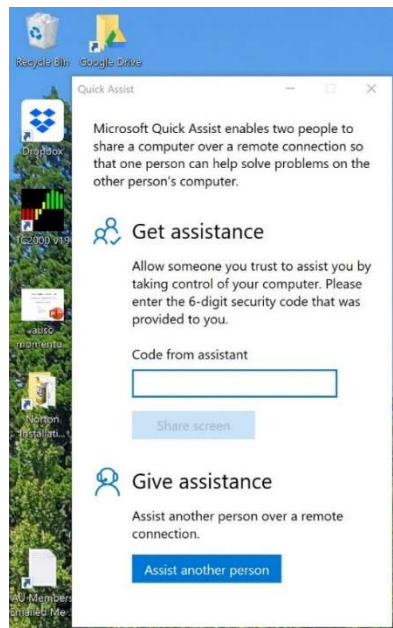 Recycle Bin
Google Drive
Quick Assist
Microsoft Quick Assist enables two people to
share a computer over a remote connection so
that one person can help solve problems on the
other person's computer.
Dropbox
Get assistance
TC2000 v19
Allow someone you trust to assist you by
taking control of your computer. Please
enter the 6-digit security code that was
provided to you.
Code from assistant
Share screen
Norton
Installati...
Give assistance
Assist another person over a remote
connection.
Assist another person
Emailed Me